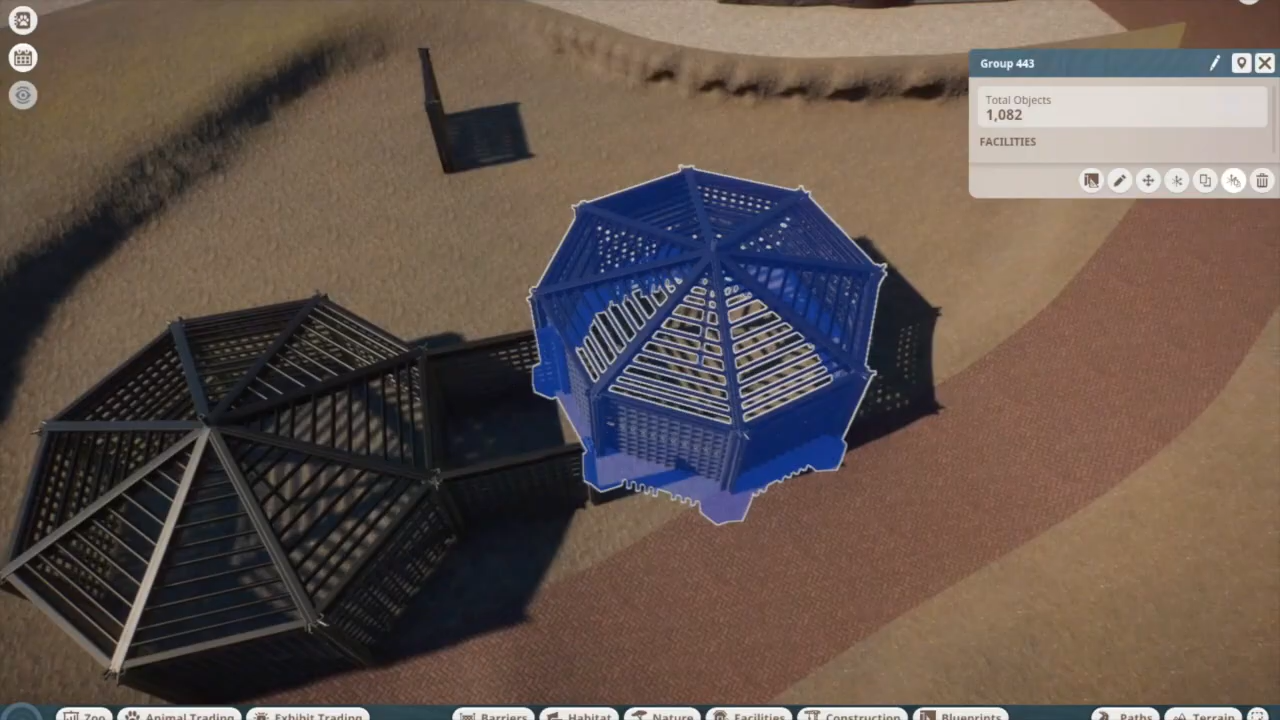 Group 443
Total Objects
1,082
FACILITIES
Zoo
Animal Trading
Exhibit Trading
Barriers
Habitat
Nature
Facilities
Construction
Blueprints
Paths
Terrain